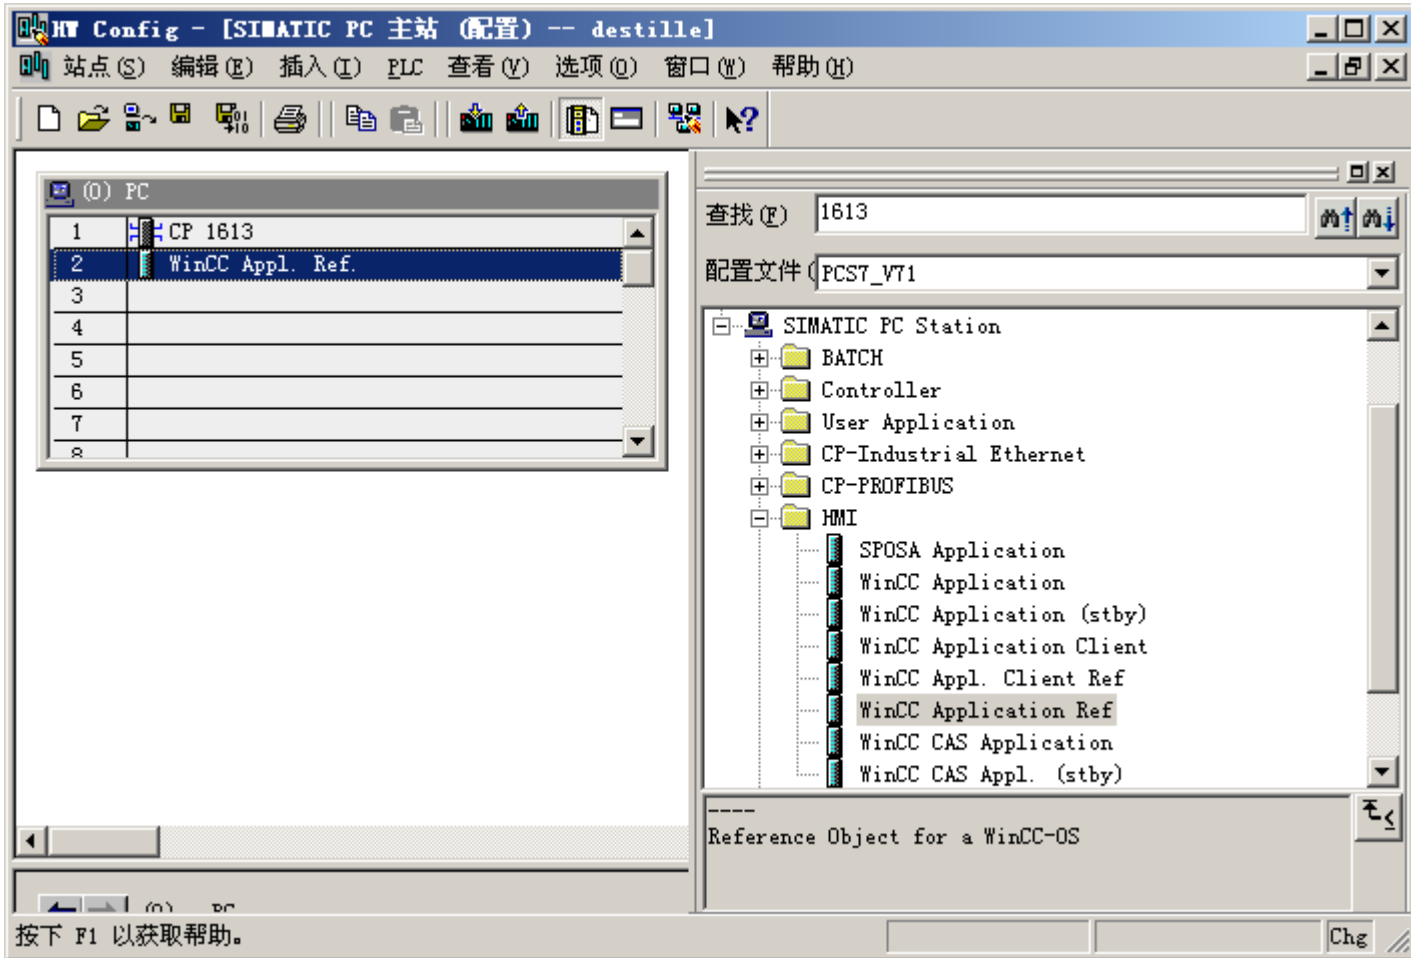 HW Config - [SIMATIC PC 主站 (配置) -- destille]
站点(S) 编辑(E) 插入(I) PLC 查看(V) 选项(O) 窗口(W) 帮助(H)
(0) PC
1 CP 1613
2 WinCC Appl. Ref.
3
4
5
6
7
8
查找(F) 1613
配置文件( PCS7_V71
SIMATIC PC Station
BATCH
Controller
User Application
CP-Industrial Ethernet
CP-PROFIBUS
HMI
SPOSA Application
WinCC Application
WinCC Application (stby)
WinCC Application Client
WinCC Appl. Client Ref
WinCC Application Ref
WinCC CAS Application
WinCC CAS Appl. (stby)
----
Reference Object for a WinCC-OS
(0) PC
按下 F1 以获取帮助。
Chg